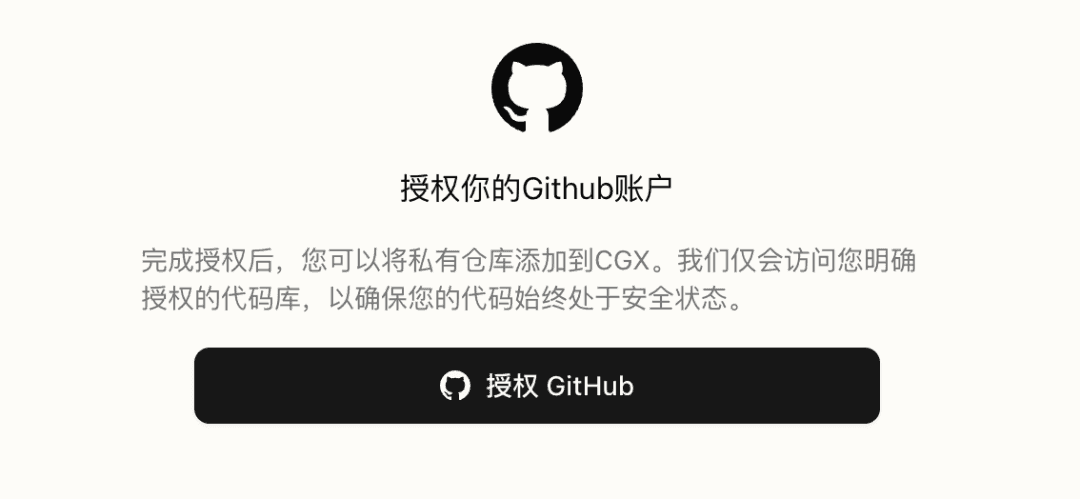 授权你的Github账户
完成授权后，您可以将私有仓库添加到CGX。我们仅会访问您明确
授权的代码库，以确保您的代码始终处于安全状态。
授权 GitHub